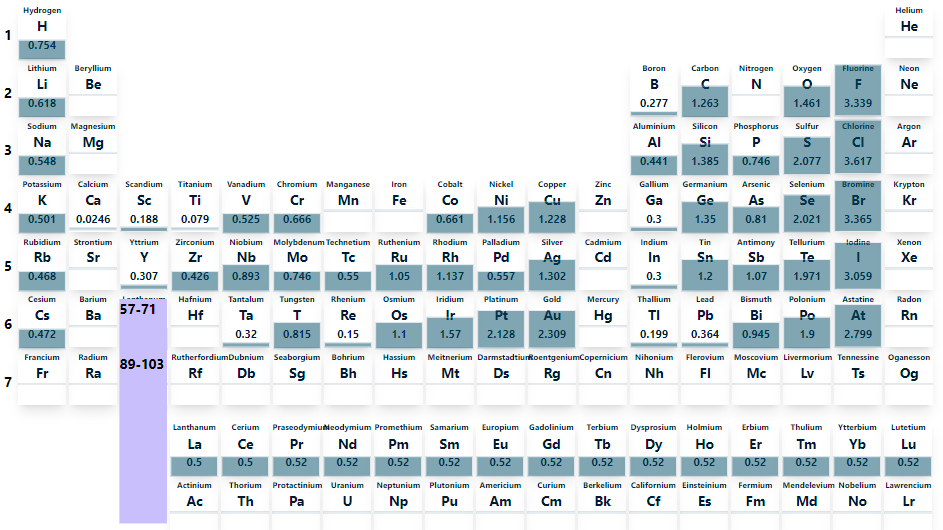 Hydrogen Helium
1 H He
0.754
Lithium Beryllium Boron Carbon Nitrogen Oxygen Fluorine Neon
2 Li Be B C N O F Ne
0.618 0.277 1.263 1.461 3.339
Sodium Magnesium Aluminium Silicon Phosphorus Sulfur Chlorine Argon
3 Na Mg Al Si P S Cl Ar
0.548 0.441 1.385 0.746 2.077 3.617
Potassium Calcium Scandium Titanium Vanadium Chromium Manganese Iron Cobalt Nickel Copper Zinc Gallium Germanium Arsenic Selenium Bromine Krypton
4 K Ca Sc Ti V Cr Mn Fe Co Ni Cu Zn Ga Ge As Se Br Kr
0.501 0.0246 0.188 0.079 0.525 0.666 0.661 1.156 1.228 0.3 1.35 0.81 2.021 3.365
Rubidium Strontium Yttrium Zirconium Niobium Molybdenum Technetium Ruthenium Rhodium Palladium Silver Cadmium Indium Tin Antimony Tellurium Iodine Xenon
5 Rb Sr Y Zr Nb Mo Tc Ru Rh Pd Ag Cd In Sn Sb Te I Xe
0.468 0.307 0.426 0.893 0.746 0.55 1.05 1.137 0.557 1.302 0.3 1.2 1.07 1.971 3.059
Cesium Barium Hafnium Tantalum Tungsten Rhenium Osmium Iridium Platinum Gold Mercury Thallium Lead Bismuth Polonium Astatine Radon
6 Cs Ba 57-71 Hf Ta T Re Os Ir Pt Au Hg Tl Pb Bi Po At Rn
0.472 0.32 0.815 0.15 1.1 1.57 2.128 2.309 0.199 0.364 0.945 1.9 2.799
Francium Radium 89-103 Rutherfordium Dubnium Seaborgium Bohrium Hassium Meitnerium Darmstadtium Roentgenium Copernicium Nihonium Flerovium Moscovium Livermorium Tennessine Oganesson
7 Fr Ra Rf Db Sg Bh Hs Mt Ds Rg Cn Nh Fl Mc Lv Ts Og
Lanthanum Cerium Praseodymium Neodymium Promethium Samarium Europium Gadolinium Terbium Dysprosium Holmium Erbium Thulium Ytterbium Lutetium
La Ce Pr Nd Pm Sm Eu Gd Tb Dy Ho Er Tm Yb Lu
0.5 0.5 0.52 0.52 0.52 0.52 0.52 0.52 0.52 0.52 0.52 0.52 0.52 0.52 0.52
Actinium Thorium Protactinium Uranium Neptunium Plutonium Americium Curium Berkelium Californium Einsteinium Fermium Mendelevium Nobelium Lawrencium
Ac Th Pa U Np Pu Am Cm Bk Cf Es Fm Md No Lr